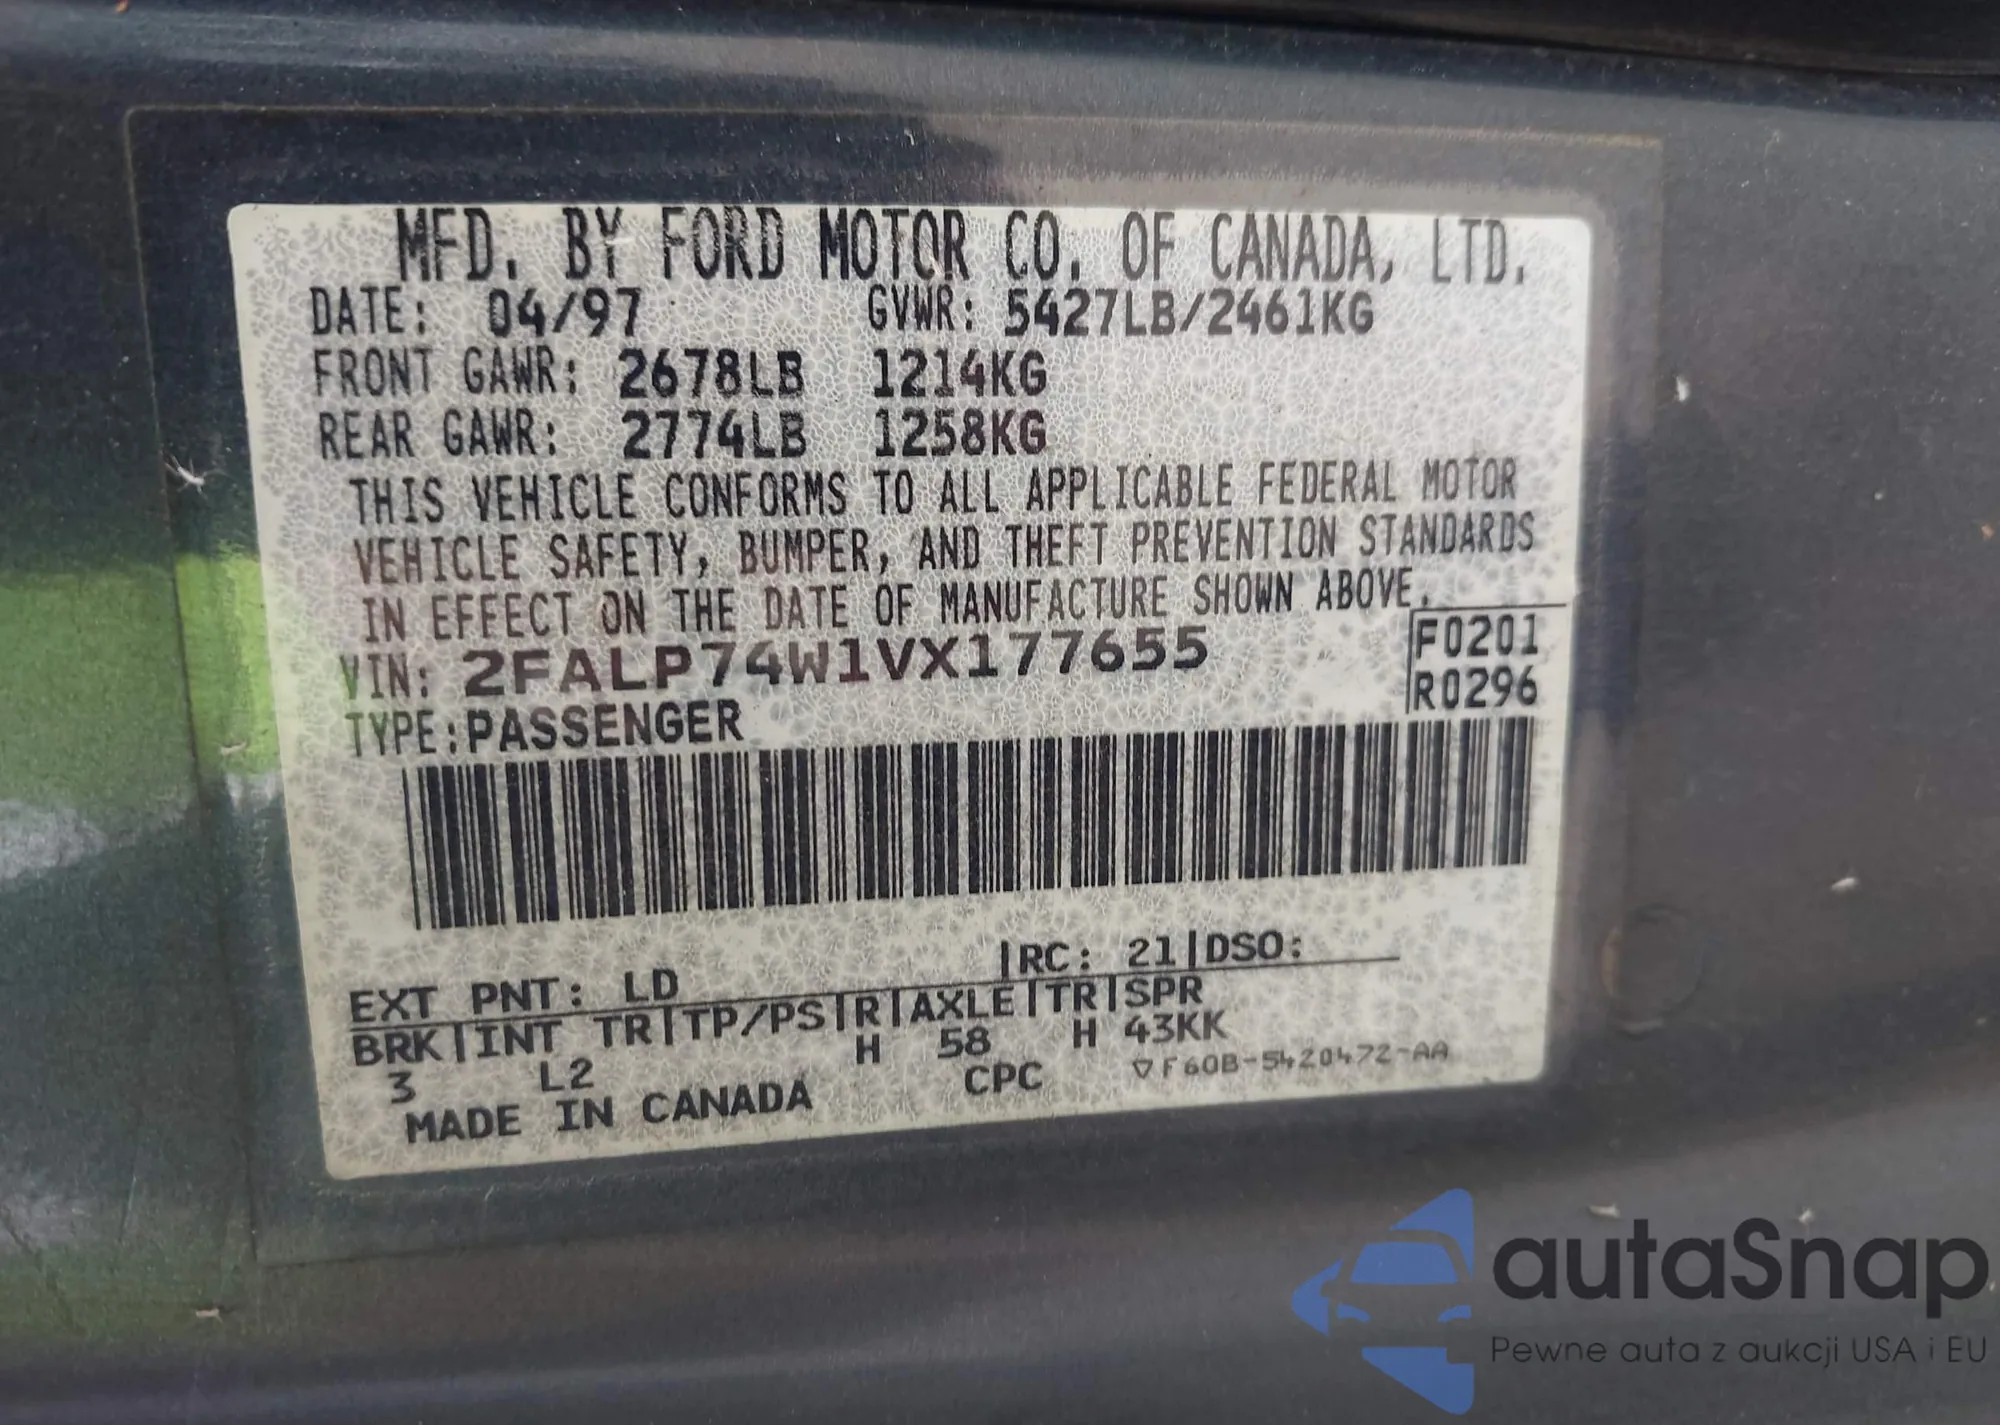 MFD. BY FORD MOTOR CO. OF CANADA, LTD.
DATE: 04/97 GVWR: 5427LB/2461KG
FRONT GAWR: 2678LB 1214KG
REAR GAWR: 2774LB 1258KG
THIS VEHICLE CONFORMS TO ALL APPLICABLE FEDERAL MOTOR
VEHICLE SAFETY, BUMPER, AND THEFT PREVENTION STANDARDS
IN EFFECT ON THE DATE OF MANUFACTURE SHOWN ABOVE.
VIN: 2FALP74W1VX177655
F0201
R0296
TYPE:PASSENGER
EXT PNT: LD |RC: 21|DSO:
BRK|INT TR|TP/PS|R|AXLE|TR|SPR
3 L2 H 58 H 43KK
MADE IN CANADA CPC ▽F60B-5420472-AA
autaSnap
Pewne auta z aukcji USA i EU